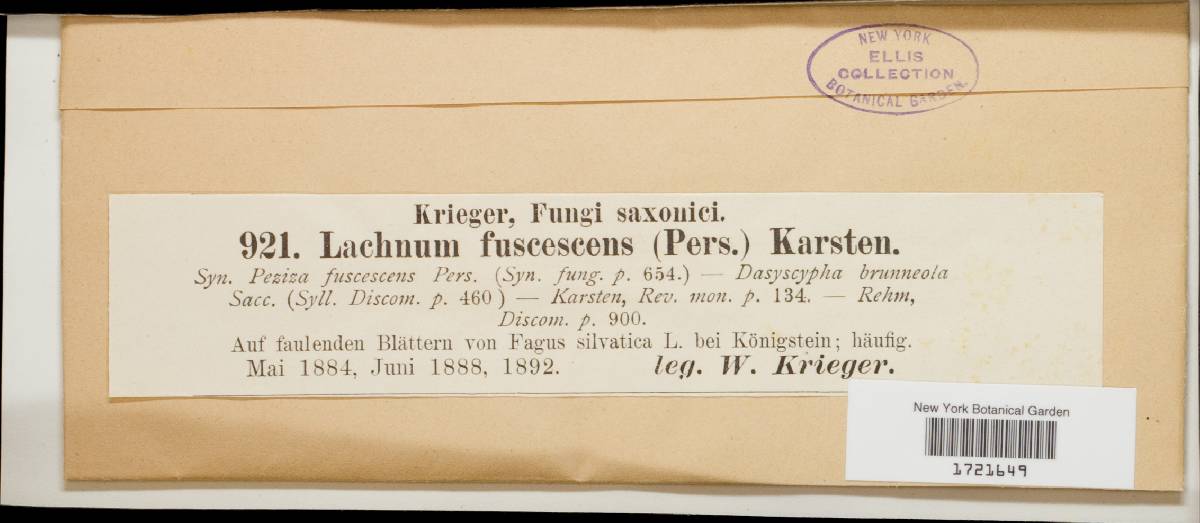 NEW YORK
ELLIS
COLLECTION
BOTANICAL GARDEN.
Krieger, Fungi saxonici.
921. Lachnum fuscescens (Pers.) Karsten.
Syn. Peziza fuscescens Pers. (Syn. fung. p. 654.) — Dasyscypha brunneola
Sacc. (Syll. Discom. p. 460) — Karsten, Rev. mon. p. 134. — Rehm,
Discom. p. 900.
Auf faulenden Blättern von Fagus silvatica L. bei Königstein; häufig.
Mai 1884, Juni 1888, 1892. leg. W. Krieger.
New York Botanical Garden
1721649